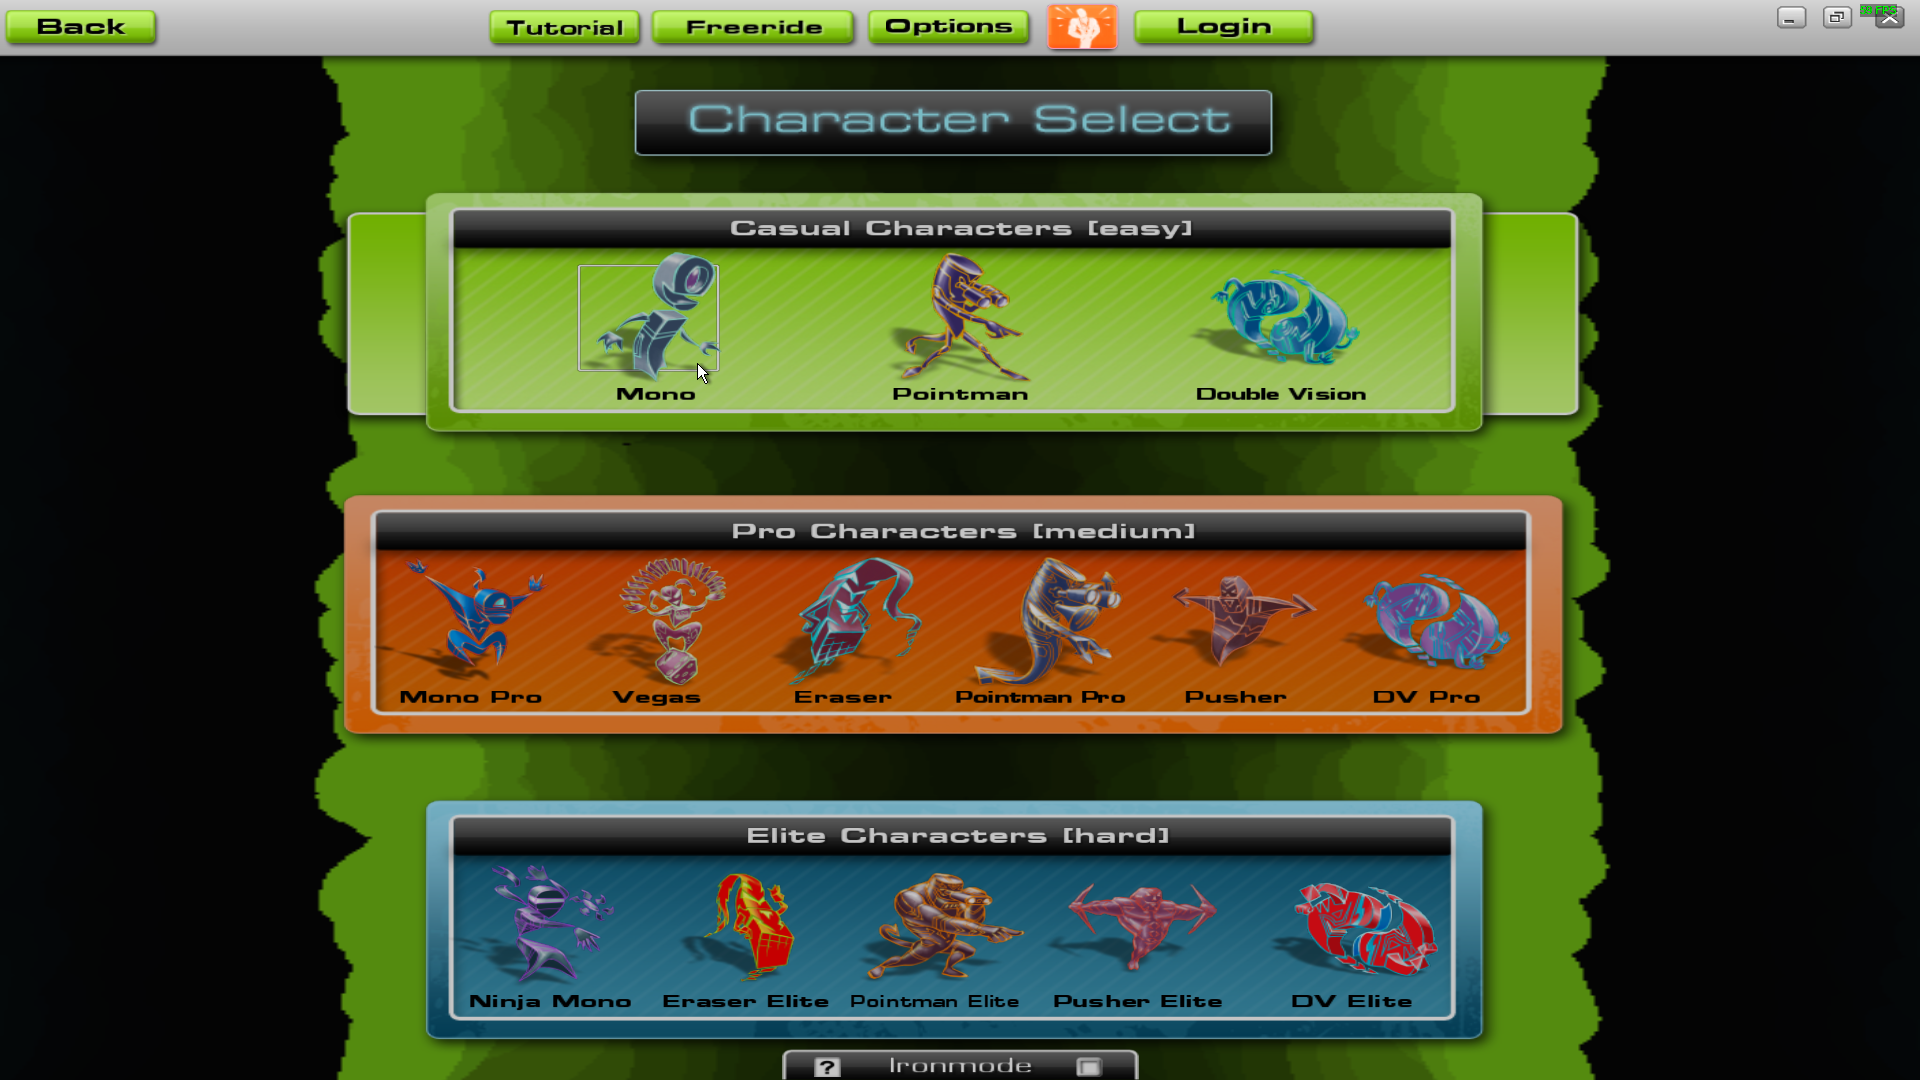 Back
Tutorial
Freeride
Options
Login
Character Select
Casual Characters [easy]
Mono
Pointman
Double Vision
Pro Characters [medium]
Mono Pro
Vegas
Eraser
Pointman Pro
Pusher
DV Pro
Elite Characters [hard]
Ninja Mono
Eraser Elite
Pointman Elite
Pusher Elite
DV Elite
? Ironmode